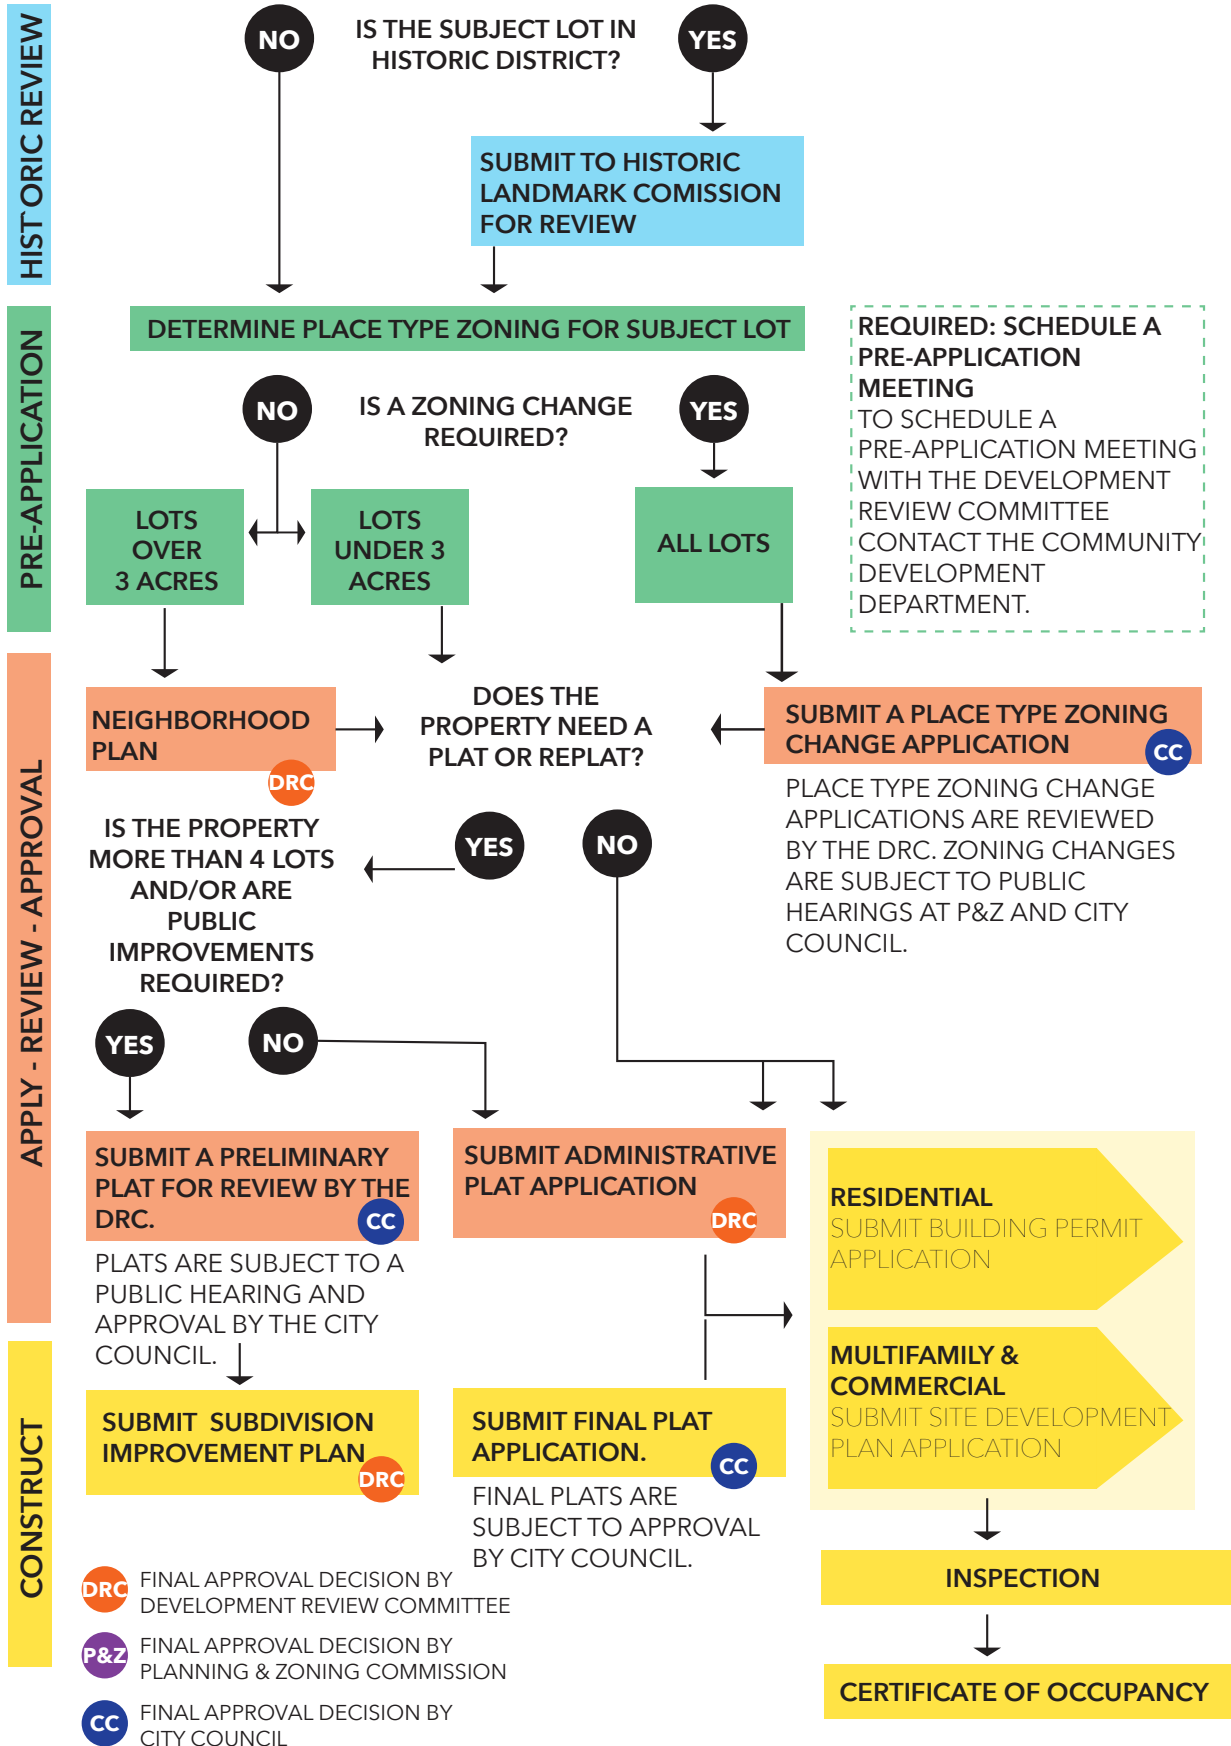 HISTORIC REVIEW
NO
IS THE SUBJECT LOT IN
HISTORIC DISTRICT?
YES
SUBMIT TO HISTORIC
LANDMARK COMISSION
FOR REVIEW
PRE-APPLICATION
DETERMINE PLACE TYPE ZONING FOR SUBJECT LOT
NO
IS A ZONING CHANGE
REQUIRED?
YES
LOTS
OVER
3 ACRES
LOTS
UNDER 3
ACRES
ALL LOTS
REQUIRED: SCHEDULE A
PRE-APPLICATION
MEETING
TO SCHEDULE A
PRE-APPLICATION MEETING
WITH THE DEVELOPMENT
REVIEW COMMITTEE
CONTACT THE COMMUNITY
DEVELOPMENT
DEPARTMENT.
APPLY - REVIEW - APPROVAL
NEIGHBORHOOD
PLAN
DRC
DOES THE
PROPERTY NEED A
PLAT OR REPLAT?
SUBMIT A PLACE TYPE ZONING
CHANGE APPLICATION
CC
PLACE TYPE ZONING CHANGE
APPLICATIONS ARE REVIEWED
BY THE DRC. ZONING CHANGES
ARE SUBJECT TO PUBLIC
HEARINGS AT P&Z AND CITY
COUNCIL.
YES
NO
IS THE PROPERTY
MORE THAN 4 LOTS
AND/OR ARE
PUBLIC
IMPROVEMENTS
REQUIRED?
YES
NO
SUBMIT A PRELIMINARY
PLAT FOR REVIEW BY THE
DRC.
CC
PLATS ARE SUBJECT TO A
PUBLIC HEARING AND
APPROVAL BY THE CITY
COUNCIL.
SUBMIT ADMINISTRATIVE
PLAT APPLICATION
DRC
RESIDENTIAL
SUBMIT BUILDING PERMIT
APPLICATION
MULTIFAMILY &
COMMERCIAL
SUBMIT SITE DEVELOPMENT
PLAN APPLICATION
CONSTRUCT
SUBMIT SUBDIVISION
IMPROVEMENT PLAN
DRC
SUBMIT FINAL PLAT
APPLICATION.
CC
FINAL PLATS ARE
SUBJECT TO APPROVAL
BY CITY COUNCIL.
INSPECTION
CERTIFICATE OF OCCUPANCY
DRC
FINAL APPROVAL DECISION BY
DEVELOPMENT REVIEW COMMITTEE
P&Z
FINAL APPROVAL DECISION BY
PLANNING & ZONING COMMISSION
CC
FINAL APPROVAL DECISION BY
CITY COUNCIL